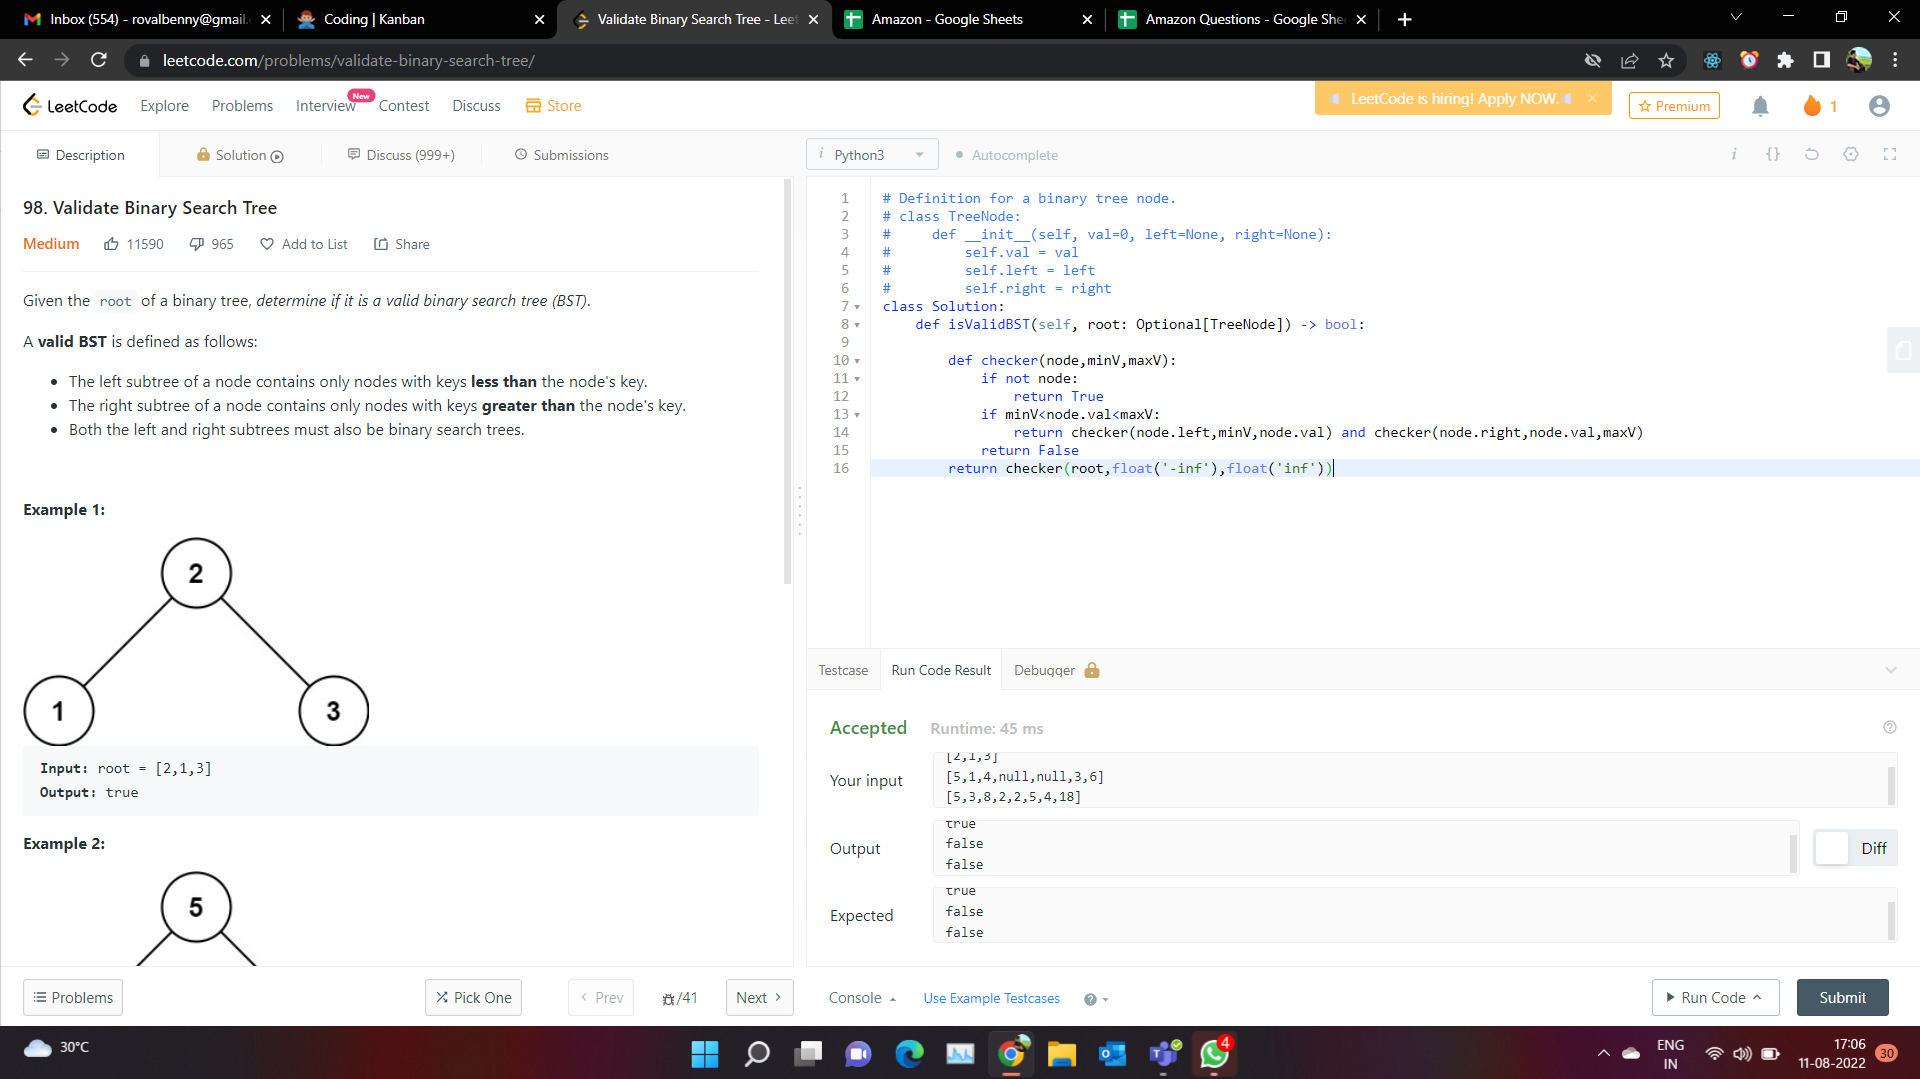 Inbox (554) - rovalbenny@gmail.
Coding | Kanban
Validate Binary Search Tree - Leet
Amazon - Google Sheets
Amazon Questions - Google She
leetcode.com/problems/validate-binary-search-tree/
LeetCode
Explore
Problems
Interview
New
Contest
Discuss
Store
LeetCode is hiring! Apply NOW.
Premium
1
Description
Solution
Discuss (999+)
Submissions
i Python3
Autocomplete
i {}
98. Validate Binary Search Tree
Medium 11590 965 Add to List Share
Given the root of a binary tree, determine if it is a valid binary search tree (BST).
A valid BST is defined as follows:
• The left subtree of a node contains only nodes with keys less than the node's key.
• The right subtree of a node contains only nodes with keys greater than the node's key.
• Both the left and right subtrees must also be binary search trees.
Example 1:
2
1 3
Input: root = [2,1,3]
Output: true
Example 2:
5
1 # Definition for a binary tree node.
2 # class TreeNode:
3 #     def __init__(self, val=0, left=None, right=None):
4 #         self.val = val
5 #         self.left = left
6 #         self.right = right
7 class Solution:
8     def isValidBST(self, root: Optional[TreeNode]) -> bool:
9
10         def checker(node,minV,maxV):
11             if not node:
12                 return True
13             if minV<node.val<maxV:
14                 return checker(node.left,minV,node.val) and checker(node.right,node.val,maxV)
15             return False
16         return checker(root,float('-inf'),float('inf'))
Testcase
Run Code Result
Debugger
Accepted Runtime: 45 ms
Your input
[2,1,3]
[5,1,4,null,null,3,6]
[5,3,8,2,2,5,4,18]
Output
true
false
false
Diff
Expected
true
false
false
Problems
Pick One
Prev
/41
Next
Console
Use Example Testcases
Run Code
Submit
30°C
4
ENG
IN
17:06
11-08-2022
30